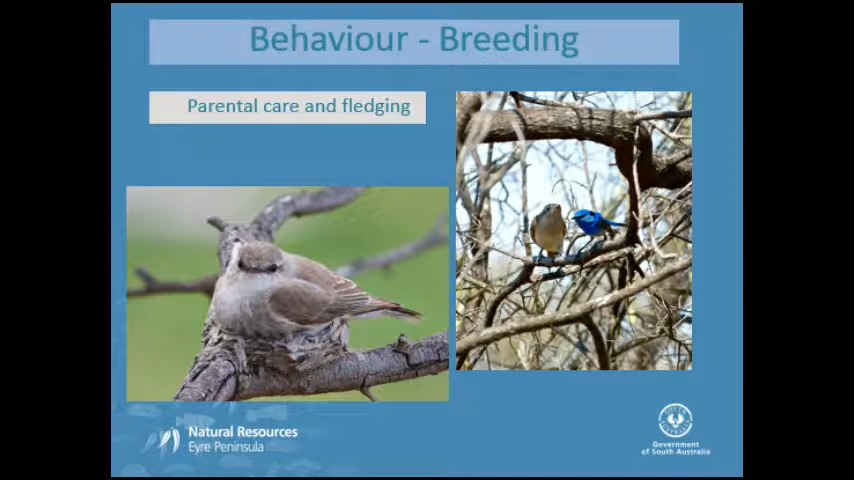 Behaviour - Breeding
Parental care and fledging
Natural Resources
Eyre Peninsula
Government
of South Australia